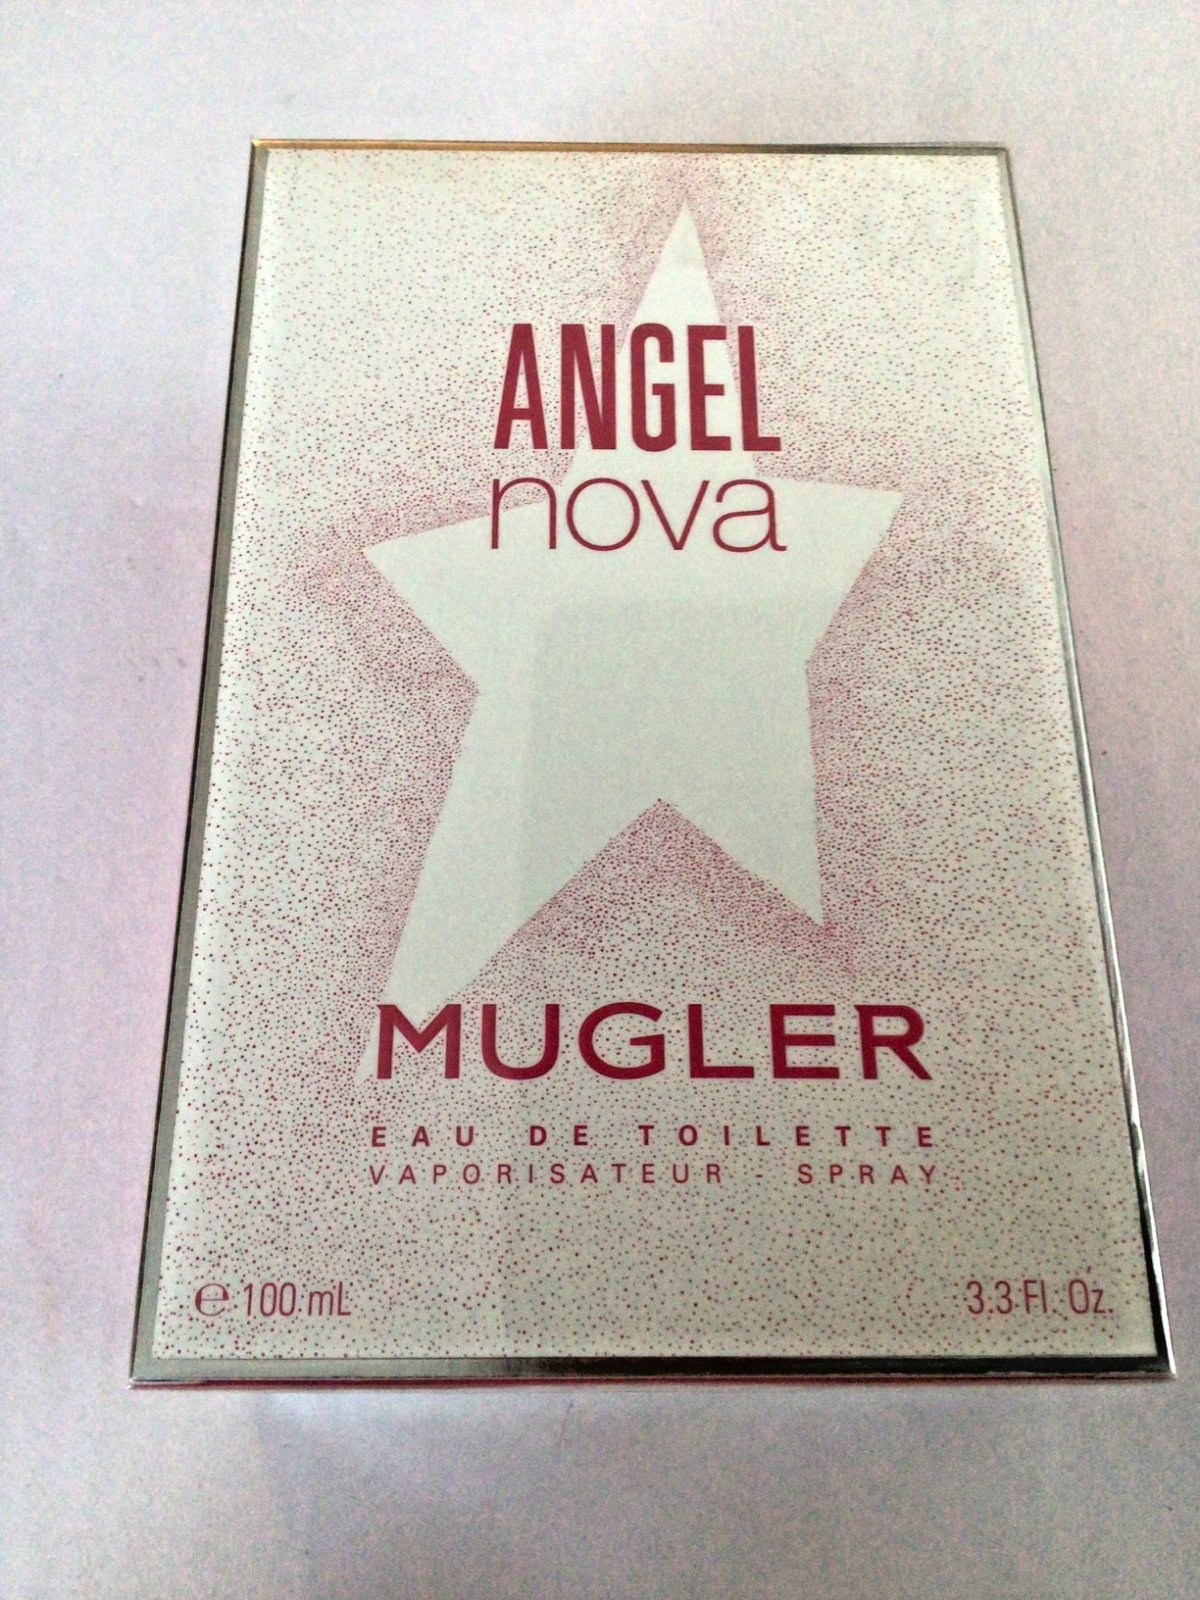 ANGEL
nova
MUGLER
EAU DE TOILETTE
VAPORISATEUR - SPRAY
℮ 100 mL
3.3 Fl. Oz.